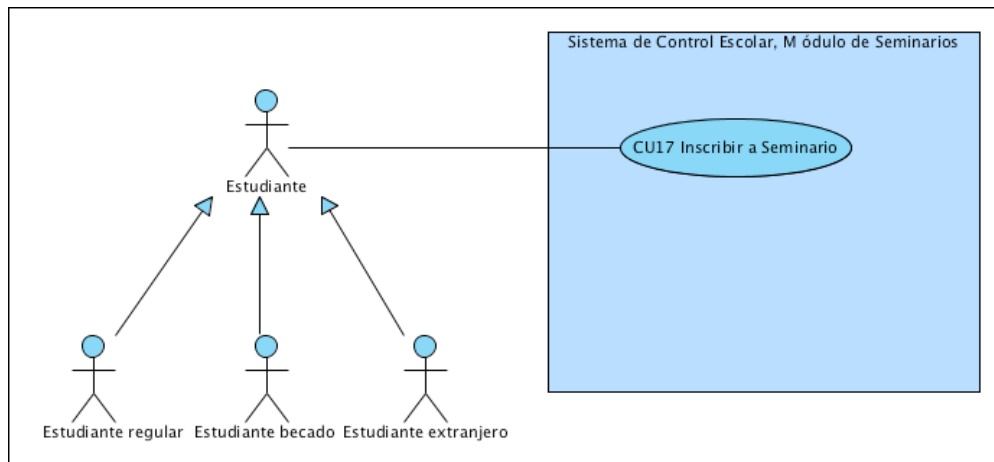 Sistema de Control Escolar, M ódulo de Seminarios
CU17 Inscribir a Seminario
Estudiante
Estudiante regular
Estudiante becado
Estudiante extranjero